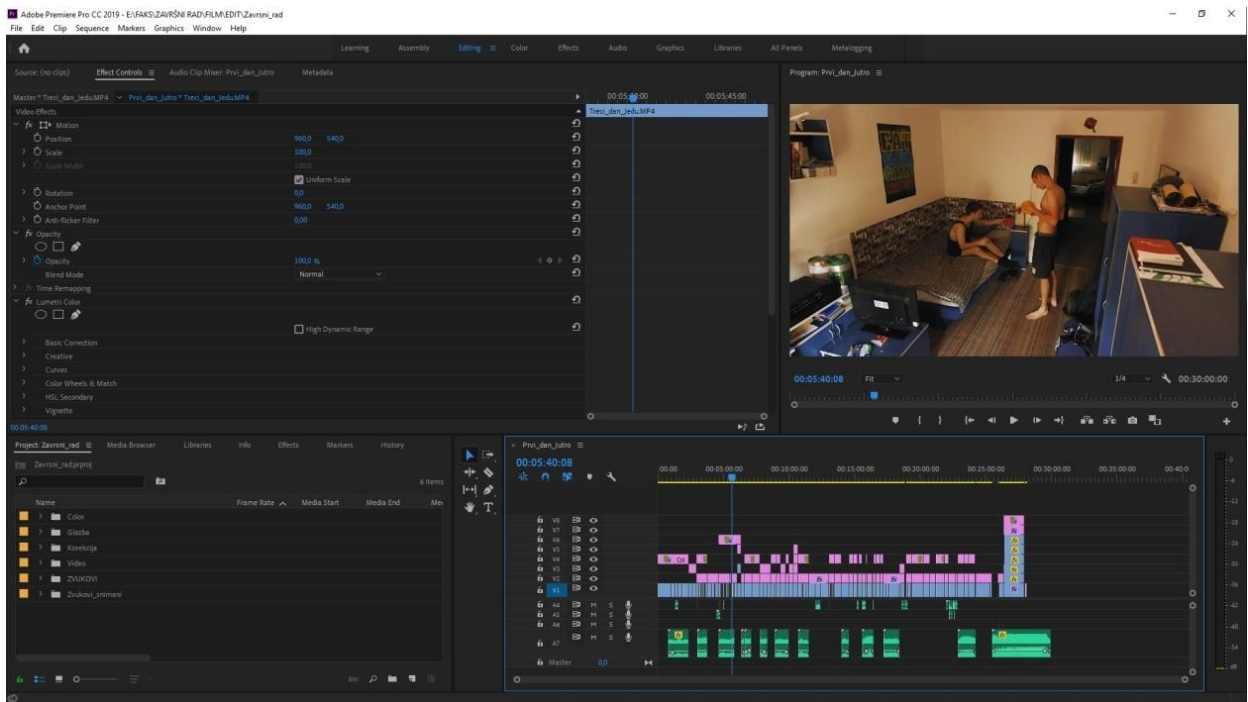 Adobe Premiere Pro CC 2019 - E:\FAKS\ZAVRŠNI RAD\FILM\EDIT\Zavrsni_rad
File Edit Clip Sequence Markers Graphics Window Help
Learning Assembly Editing Color Effects Audio Graphics Libraries All Panels Metalogging
Source: (no clips) Effect Controls Audio Clip Mixer: Prvi_dan_Jutro Metadata
Program: Prvi_dan_Jutro
Master * Treci_dan_Jedu.MP4 Prvi_dan_Jutro * Treci_dan_Jedu.MP4
00:05:40:00 00:05:45:00
Video Effects
Treci_dan_Jedu.MP4
fx Motion
Position 960,0 540,0
Scale 100,0
Scale Width 100,0
Uniform Scale
Rotation 0,0
Anchor Point 960,0 540,0
Anti-flicker Filter 0,00
fx Opacity
Opacity 100,0 %
Blend Mode Normal
fx Time Remapping
fx Lumetri Color
High Dynamic Range
Basic Correction
Creative
Curves
Color Wheels & Match
HSL Secondary
Vignette
00:05:40:08
00:05:40:08 Fit 1/4 00:30:00:00
Project: Zavrsni_rad Media Browser Libraries Info Effects Markers History
Zavrsni_rad.prproj
6 Items
Name Frame Rate Media Start Media End
Color
Glazba
Korekcija
Video
ZVUKOVI
Zvukovi_snimani
Prvi_dan_Jutro
00:05:40:08
:00:00 00:05:00:00 00:10:00:00 00:15:00:00 00:20:00:00 00:25:00:00 00:30:00:00 00:35:00:00 00:40:0
V8
V7
V6
V5
V4
V3
V2
V1
A4 M S
A5 M S
A6 M S
A7 M S
Master 0,0